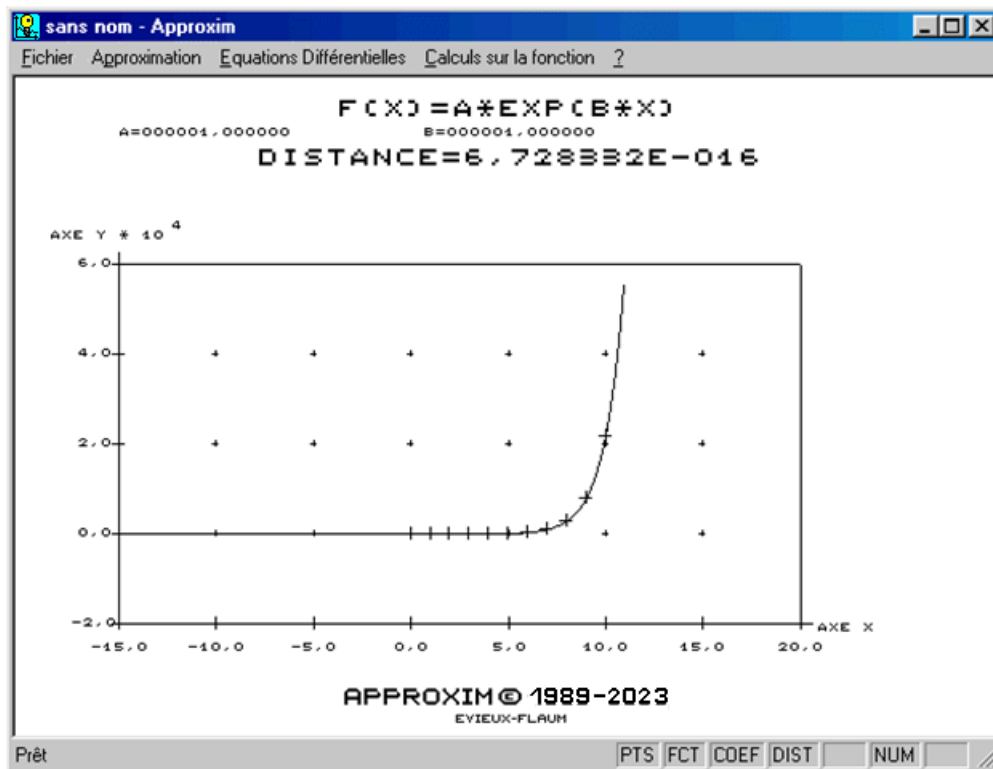 sans nom - Approxim
Fichier Approximation Equations Différentielles Calculs sur la fonction ?
F(X)=A*EXP(B*X)
A=000001,000000 B=000001,000000
DISTANCE=6,728332E-016
AXE Y * 10 4
6,0
4,0
2,0
0,0
-2,0
AXE X
-15,0 -10,0 -5,0 0,0 5,0 10,0 15,0 20,0
APPROXIM© 1989-2023
EVIEUX-FLAUM
Prêt PTS FCT COEF DIST NUM